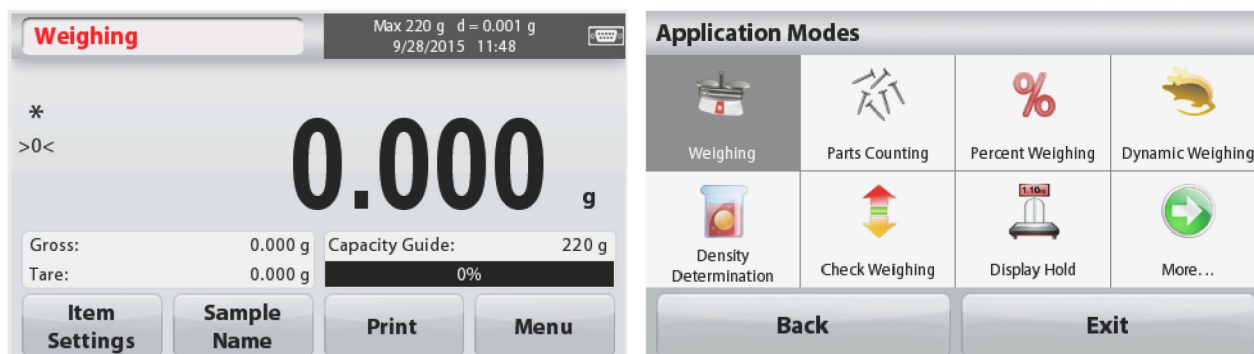 Weighing
Max 220 g d = 0.001 g
9/28/2015 11:48
*
>0<
0.000 g
Gross: 0.000 g
Tare: 0.000 g
Capacity Guide: 220 g
0%
Item
Settings
Sample
Name
Print
Menu
Application Modes
Weighing
Parts Counting
Percent Weighing
Dynamic Weighing
1.10g
Density
Determination
Check Weighing
Display Hold
More...
Back
Exit